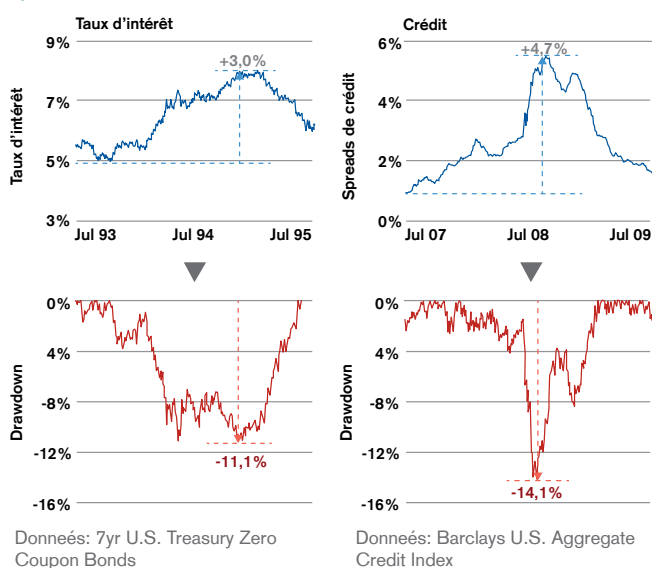 Taux d’intérêt
9%
+3,0%
7%
5%
3%
Taux d’intérêt
Jul 93
Jul 94
Jul 95
Crédit
6%
+4,7%
4%
2%
0%
Spreads de crédit
Jul 07
Jul 08
Jul 09
0%
4%
-8%
-12%
-16%
Drawdown
-11,1%
Donneés: 7yr U.S. Treasury Zero
Coupon Bonds
0%
4%
-8%
-12%
-16%
Drawdown
-14,1%
Donneés: Barclays U.S. Aggregate
Credit Index